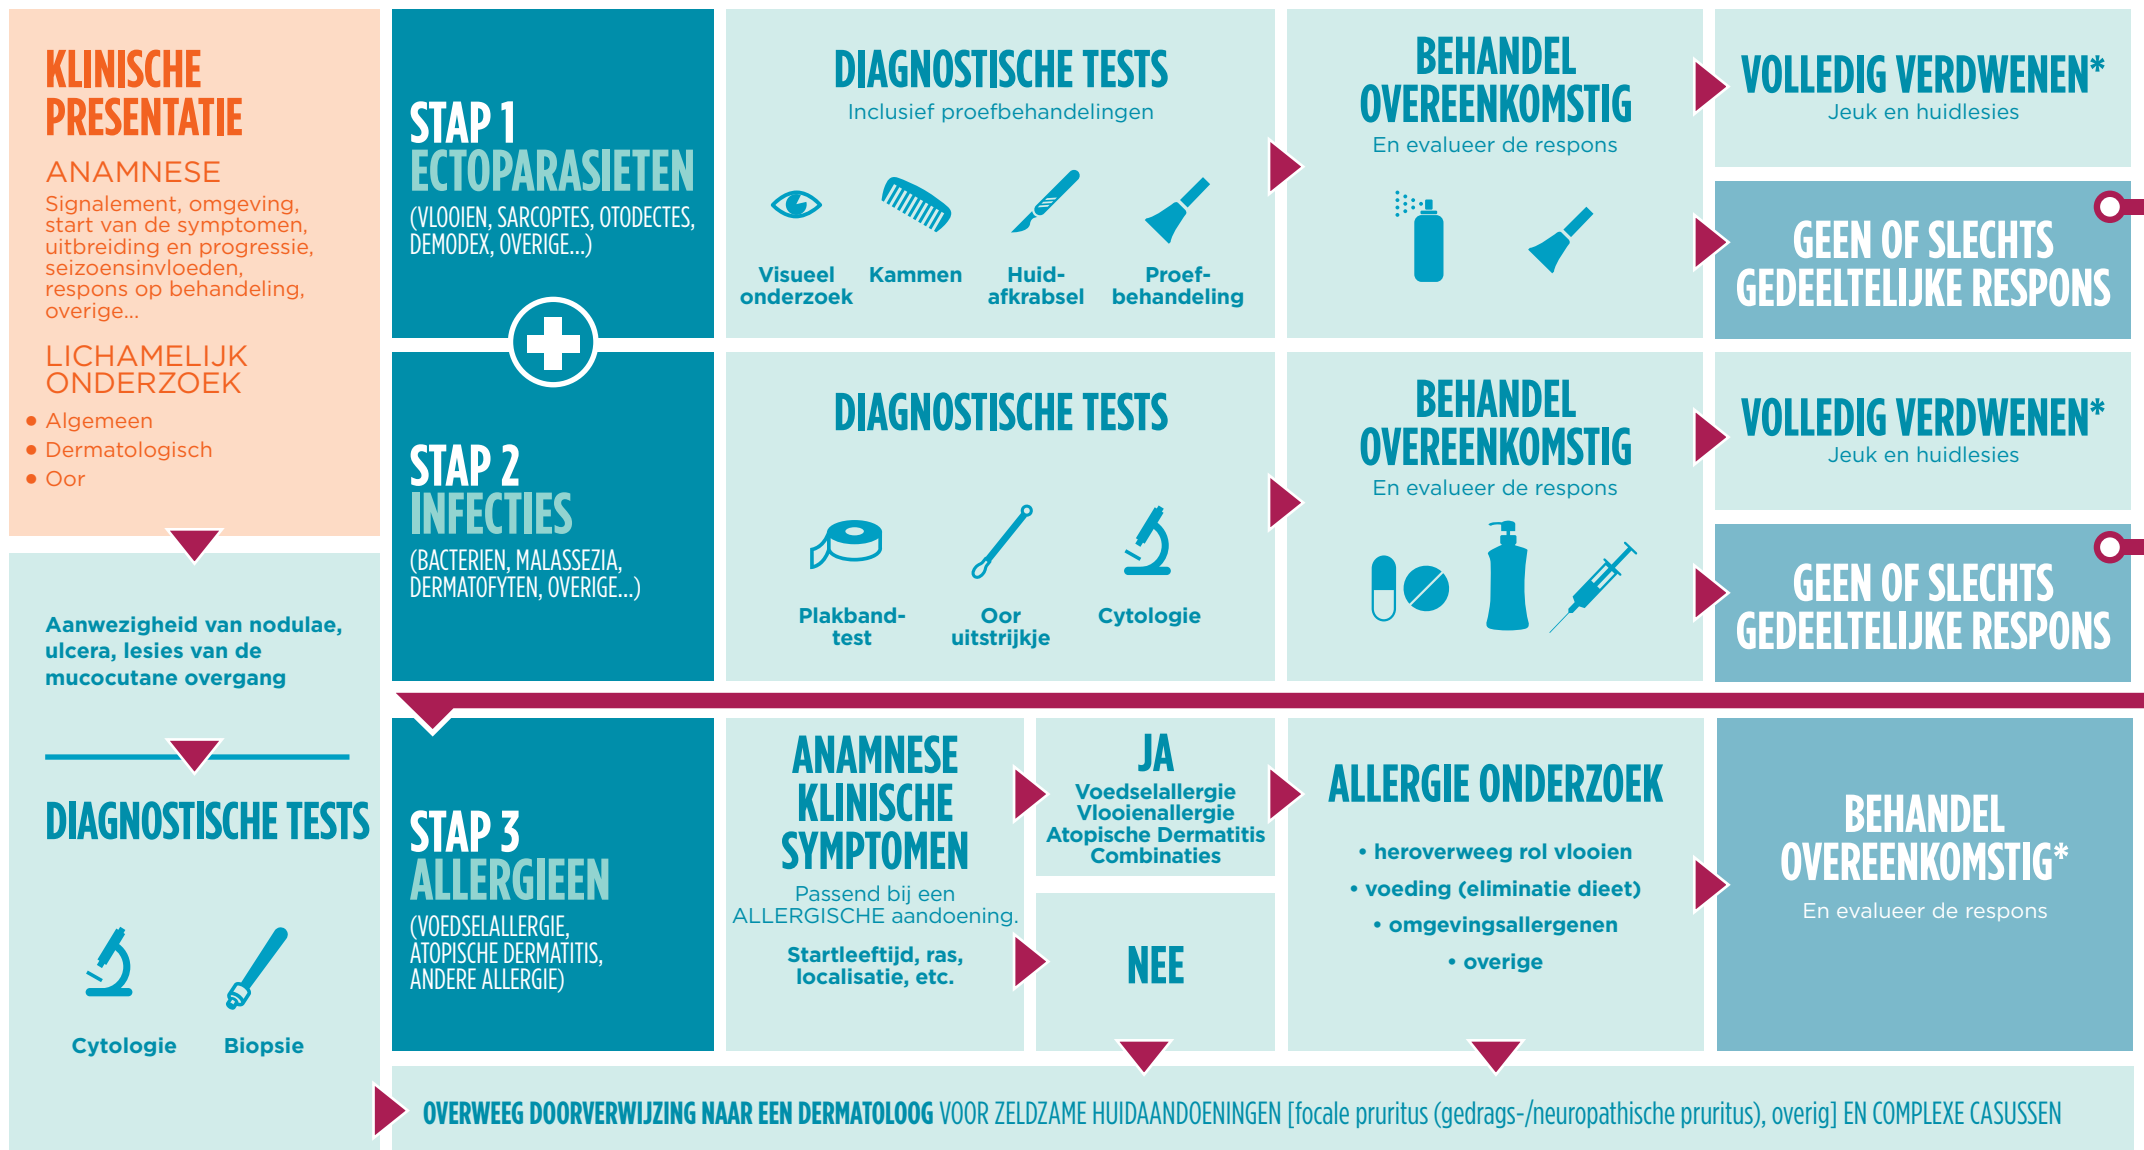 KLINISCHE
PRESENTATIE
ANAMNESE
Signalement, omgeving,
start van de symptomen,
uitbreiding en progressie,
seizoensinvloeden,
respons op behandeling,
overige...
LICHAMELIJK
ONDERZOEK
• Algemeen
• Dermatologisch
• Oor
Aanwezigheid van nodulae,
ulcera, lesies van de
mucocutane overgang
DIAGNOSTISCHE TESTS
Cytologie
Biopsie
STAP 1
ECTOPARASIETEN
(VLOOIEN, SARCOPTES, OTODECTES,
DEMODEX, OVERIGE...)
DIAGNOSTISCHE TESTS
Inclusief proefbehandelingen
Visueel
onderzoek
Kammen
Huid-
afkrabsel
Proef-
behandeling
BEHANDEL
OVEREENKOMSTIG
En evalueer de respons
VOLLEDIG VERDWENEN*
Jeuk en huidlesies
GEEN OF SLECHTS
GEDEELTELIJKE RESPONS
STAP 2
INFECTIES
(BACTERIEN, MALASSEZIA,
DERMATOFYTEN, OVERIGE...)
DIAGNOSTISCHE TESTS
Plakband-
test
Oor
uitstrijkje
Cytologie
BEHANDEL
OVEREENKOMSTIG
En evalueer de respons
VOLLEDIG VERDWENEN*
Jeuk en huidlesies
GEEN OF SLECHTS
GEDEELTELIJKE RESPONS
STAP 3
ALLERGIEEN
(VOEDSELALLERGIE,
ATOPISCHE DERMATITIS,
ANDERE ALLERGIE)
ANAMNESE
KLINISCHE
SYMPTOMEN
Passend bij een
ALLERGISCHE aandoening.
Startleeftijd, ras,
localisatie, etc.
JA
Voedselallergie
Vlooienallergie
Atopische Dermatitis
Combinaties
NEE
ALLERGIE ONDERZOEK
• heroverweeg rol vlooien
• voeding (eliminatie dieet)
• omgevingsallergenen
• overige
BEHANDEL
OVEREENKOMSTIG*
En evalueer de respons
OVERWEEG DOORVERWIJZING NAAR EEN DERMATOLOOG VOOR ZELDZAME HUIDAANDOENINGEN [focale pruritus (gedrags-/neuropathische pruritus), overig] EN COMPLEXE CASUSSEN